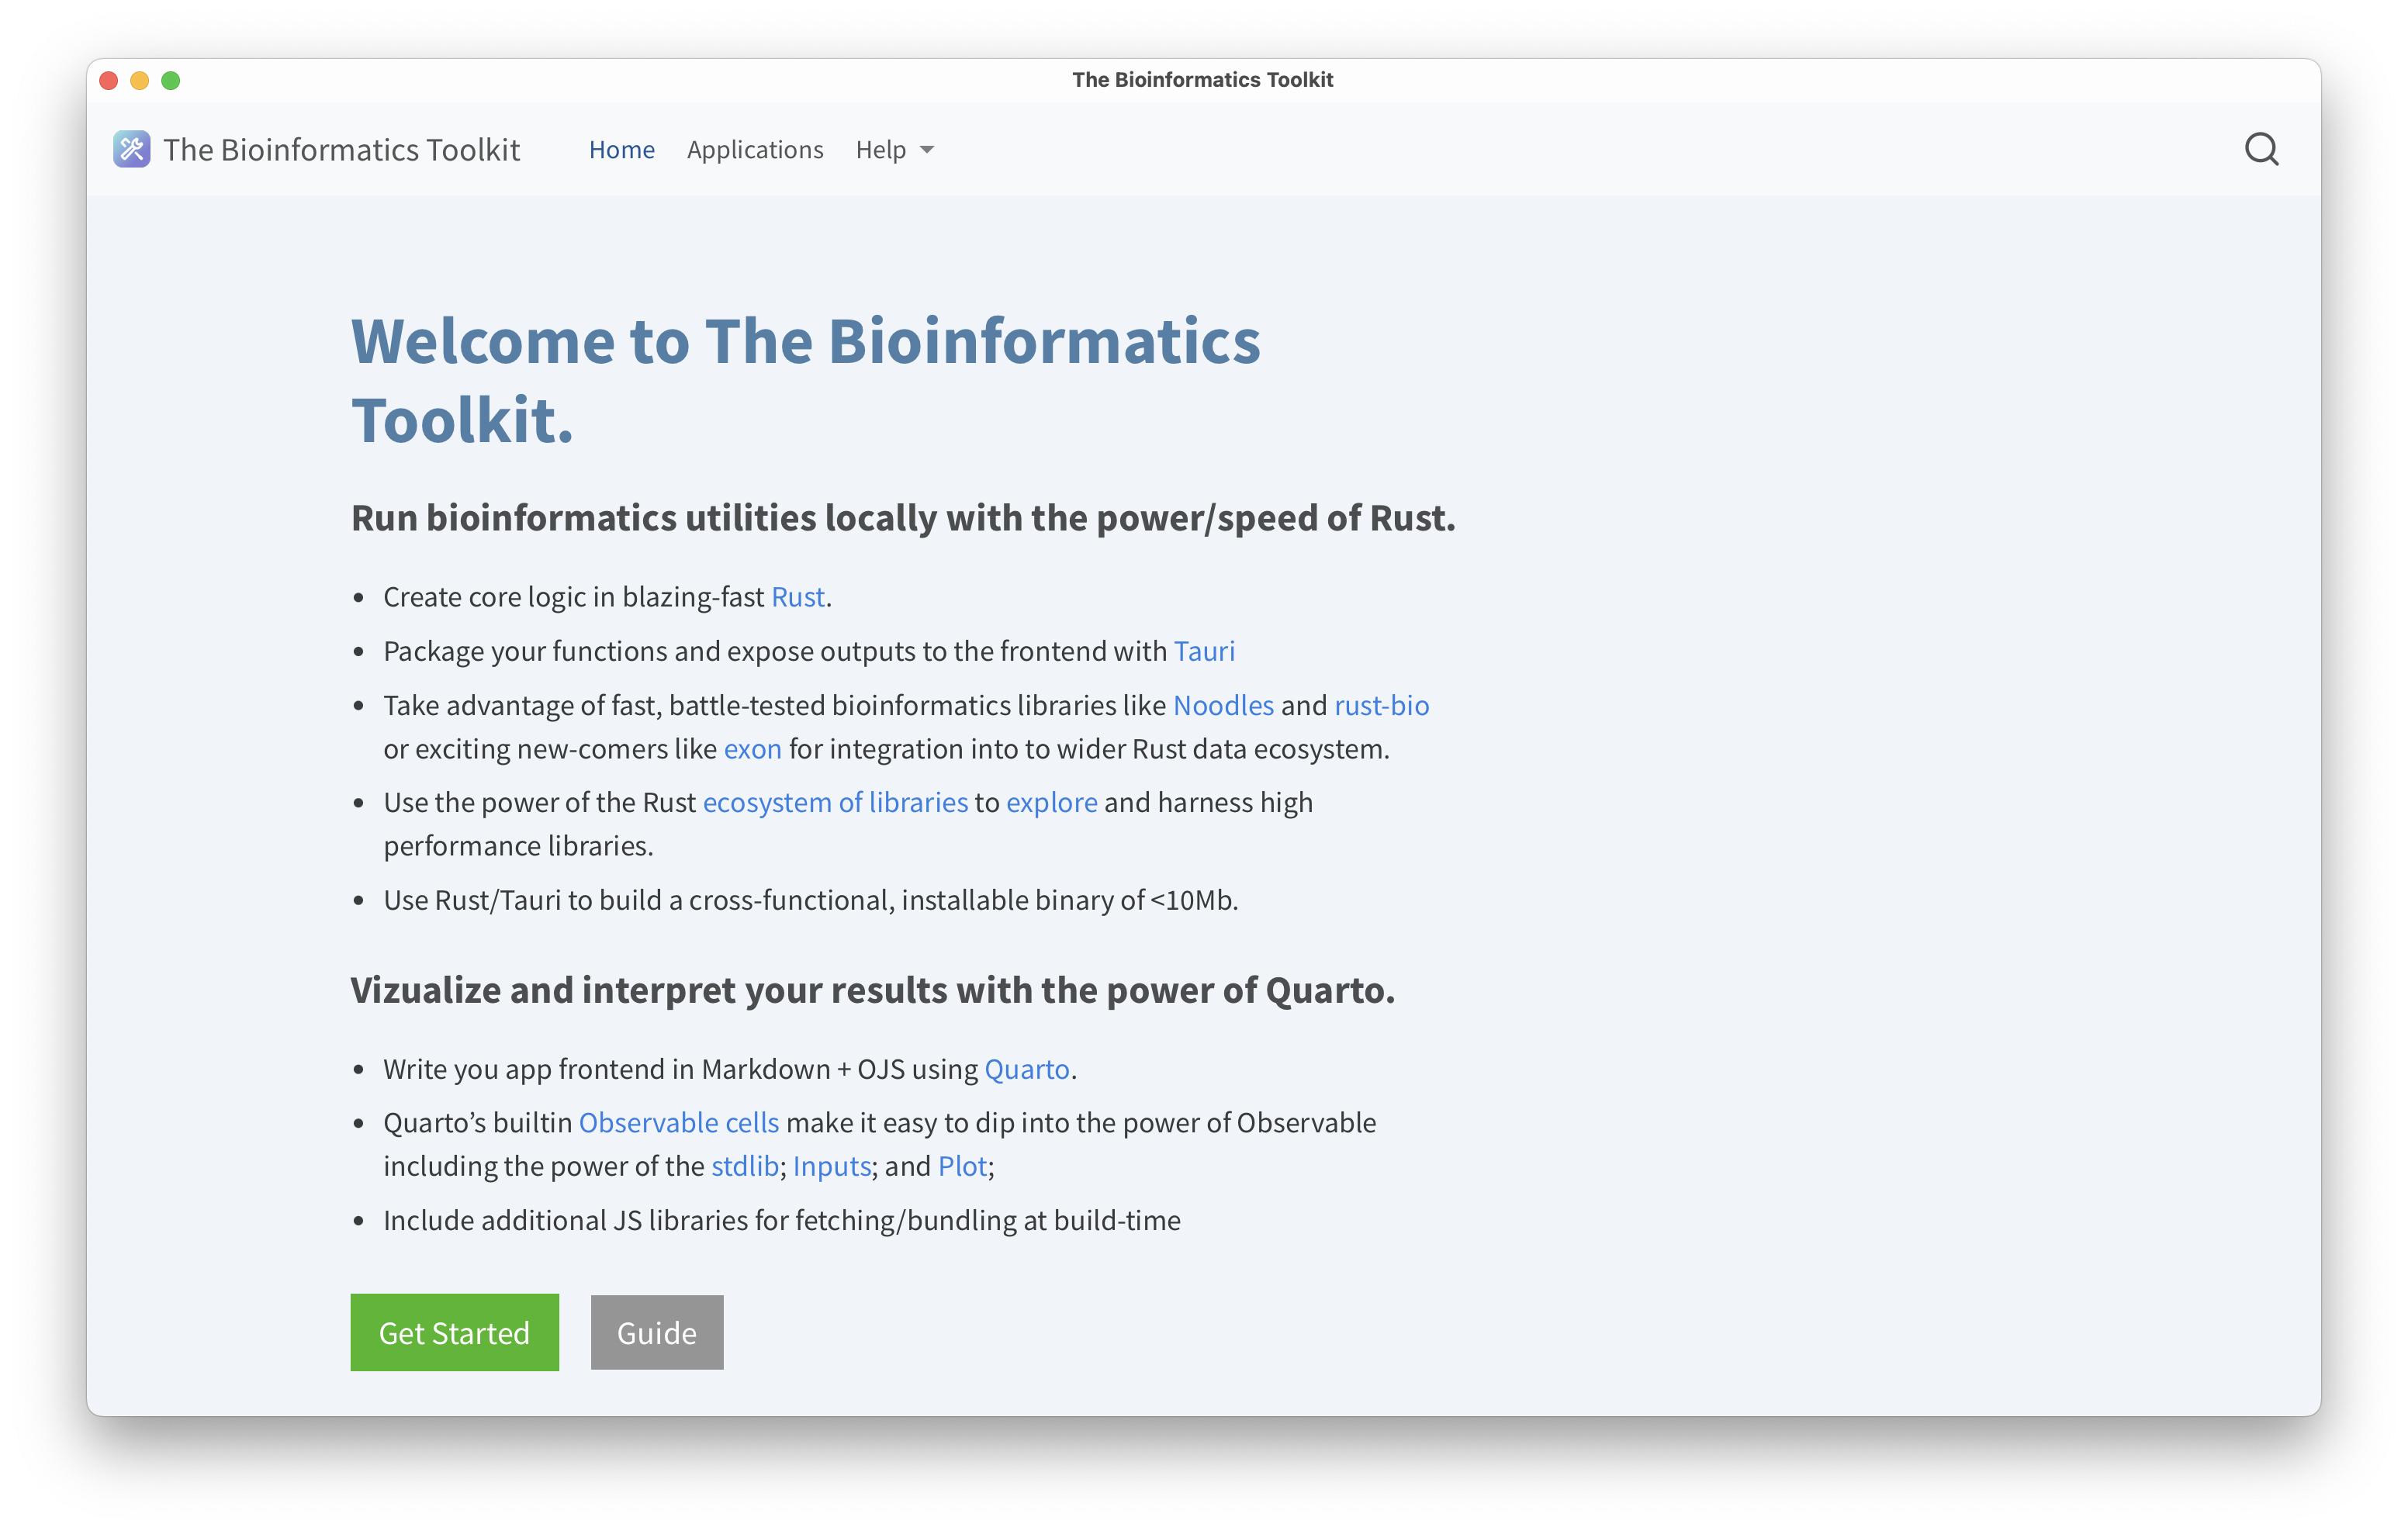 The Bioinformatics Toolkit
The Bioinformatics Toolkit
Home
Applications
Help
Welcome to The Bioinformatics
Toolkit.
Run bioinformatics utilities locally with the power/speed of Rust.
• Create core logic in blazing-fast Rust.
• Package your functions and expose outputs to the frontend with Tauri
• Take advantage of fast, battle-tested bioinformatics libraries like Noodles and rust-bio
or exciting new-comers like exon for integration into to wider Rust data ecosystem.
• Use the power of the Rust ecosystem of libraries to explore and harness high
performance libraries.
• Use Rust/Tauri to build a cross-functional, installable binary of <10Mb.
Vizualize and interpret your results with the power of Quarto.
• Write you app frontend in Markdown + OJS using Quarto.
• Quarto’s builtin Observable cells make it easy to dip into the power of Observable
including the power of the stdlib; Inputs; and Plot;
• Include additional JS libraries for fetching/bundling at build-time
Get Started
Guide